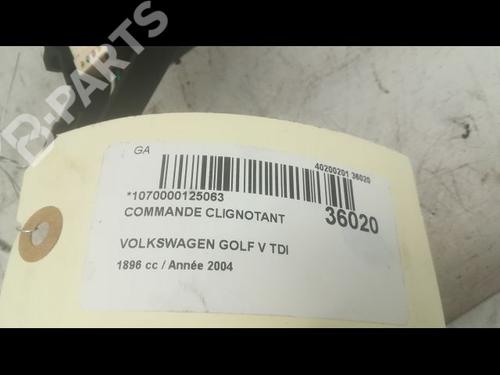 B-PARTS
GA
40200201 36020
*1070000125063
COMMANDE CLIGNOTANT
36020
VOLKSWAGEN GOLF V TDI
1896 cc / Année 2004